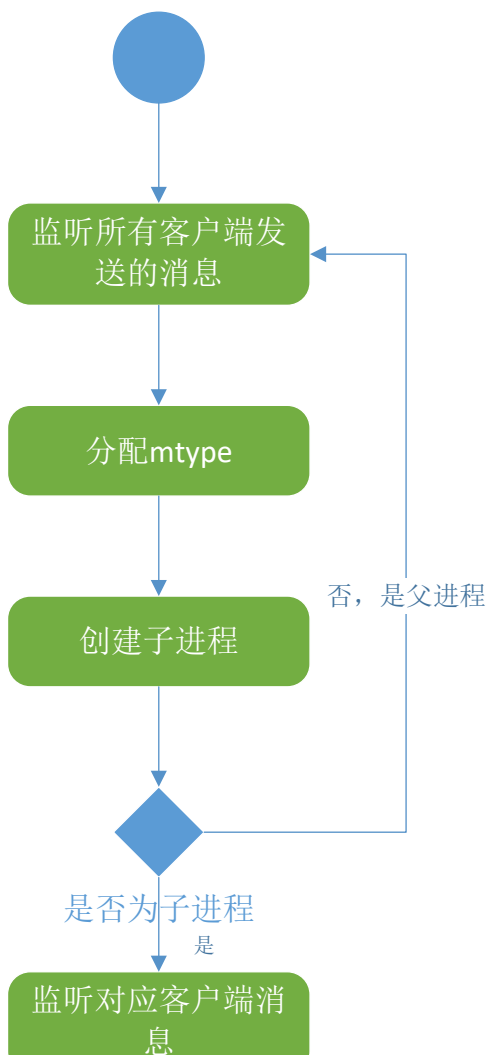 监听所有客户端发
送的消息
分配mtype
创建子进程
否，是父进程
是否为子进程
是
监听对应客户端消
息